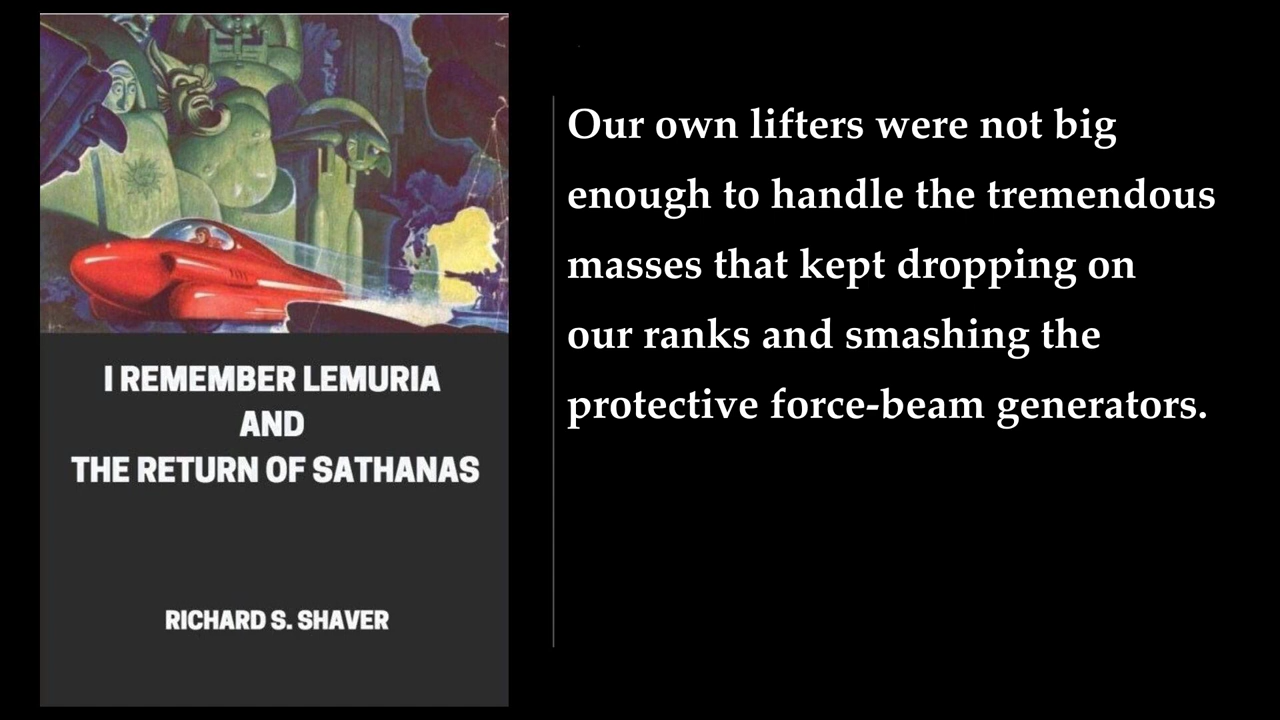 I REMEMBER LEMURIA
AND
THE RETURN OF SATHANAS
RICHARD S. SHAVER
Our own lifters were not big
enough to handle the tremendous
masses that kept dropping on
our ranks and smashing the
protective force-beam generators.